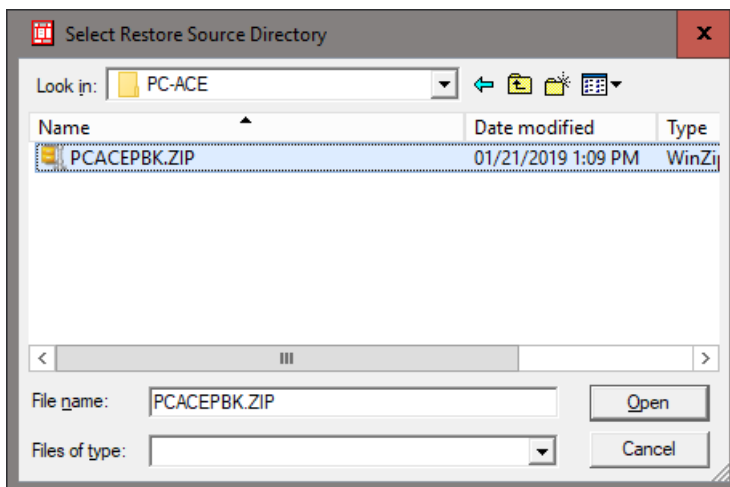 Select Restore Source Directory
x
Look in: PC-ACE
Name Date modified Type
PCACEPBK.ZIP 01/21/2019 1:09 PM WinZi
File name: PCACEPBK.ZIP Open
Files of type: Cancel